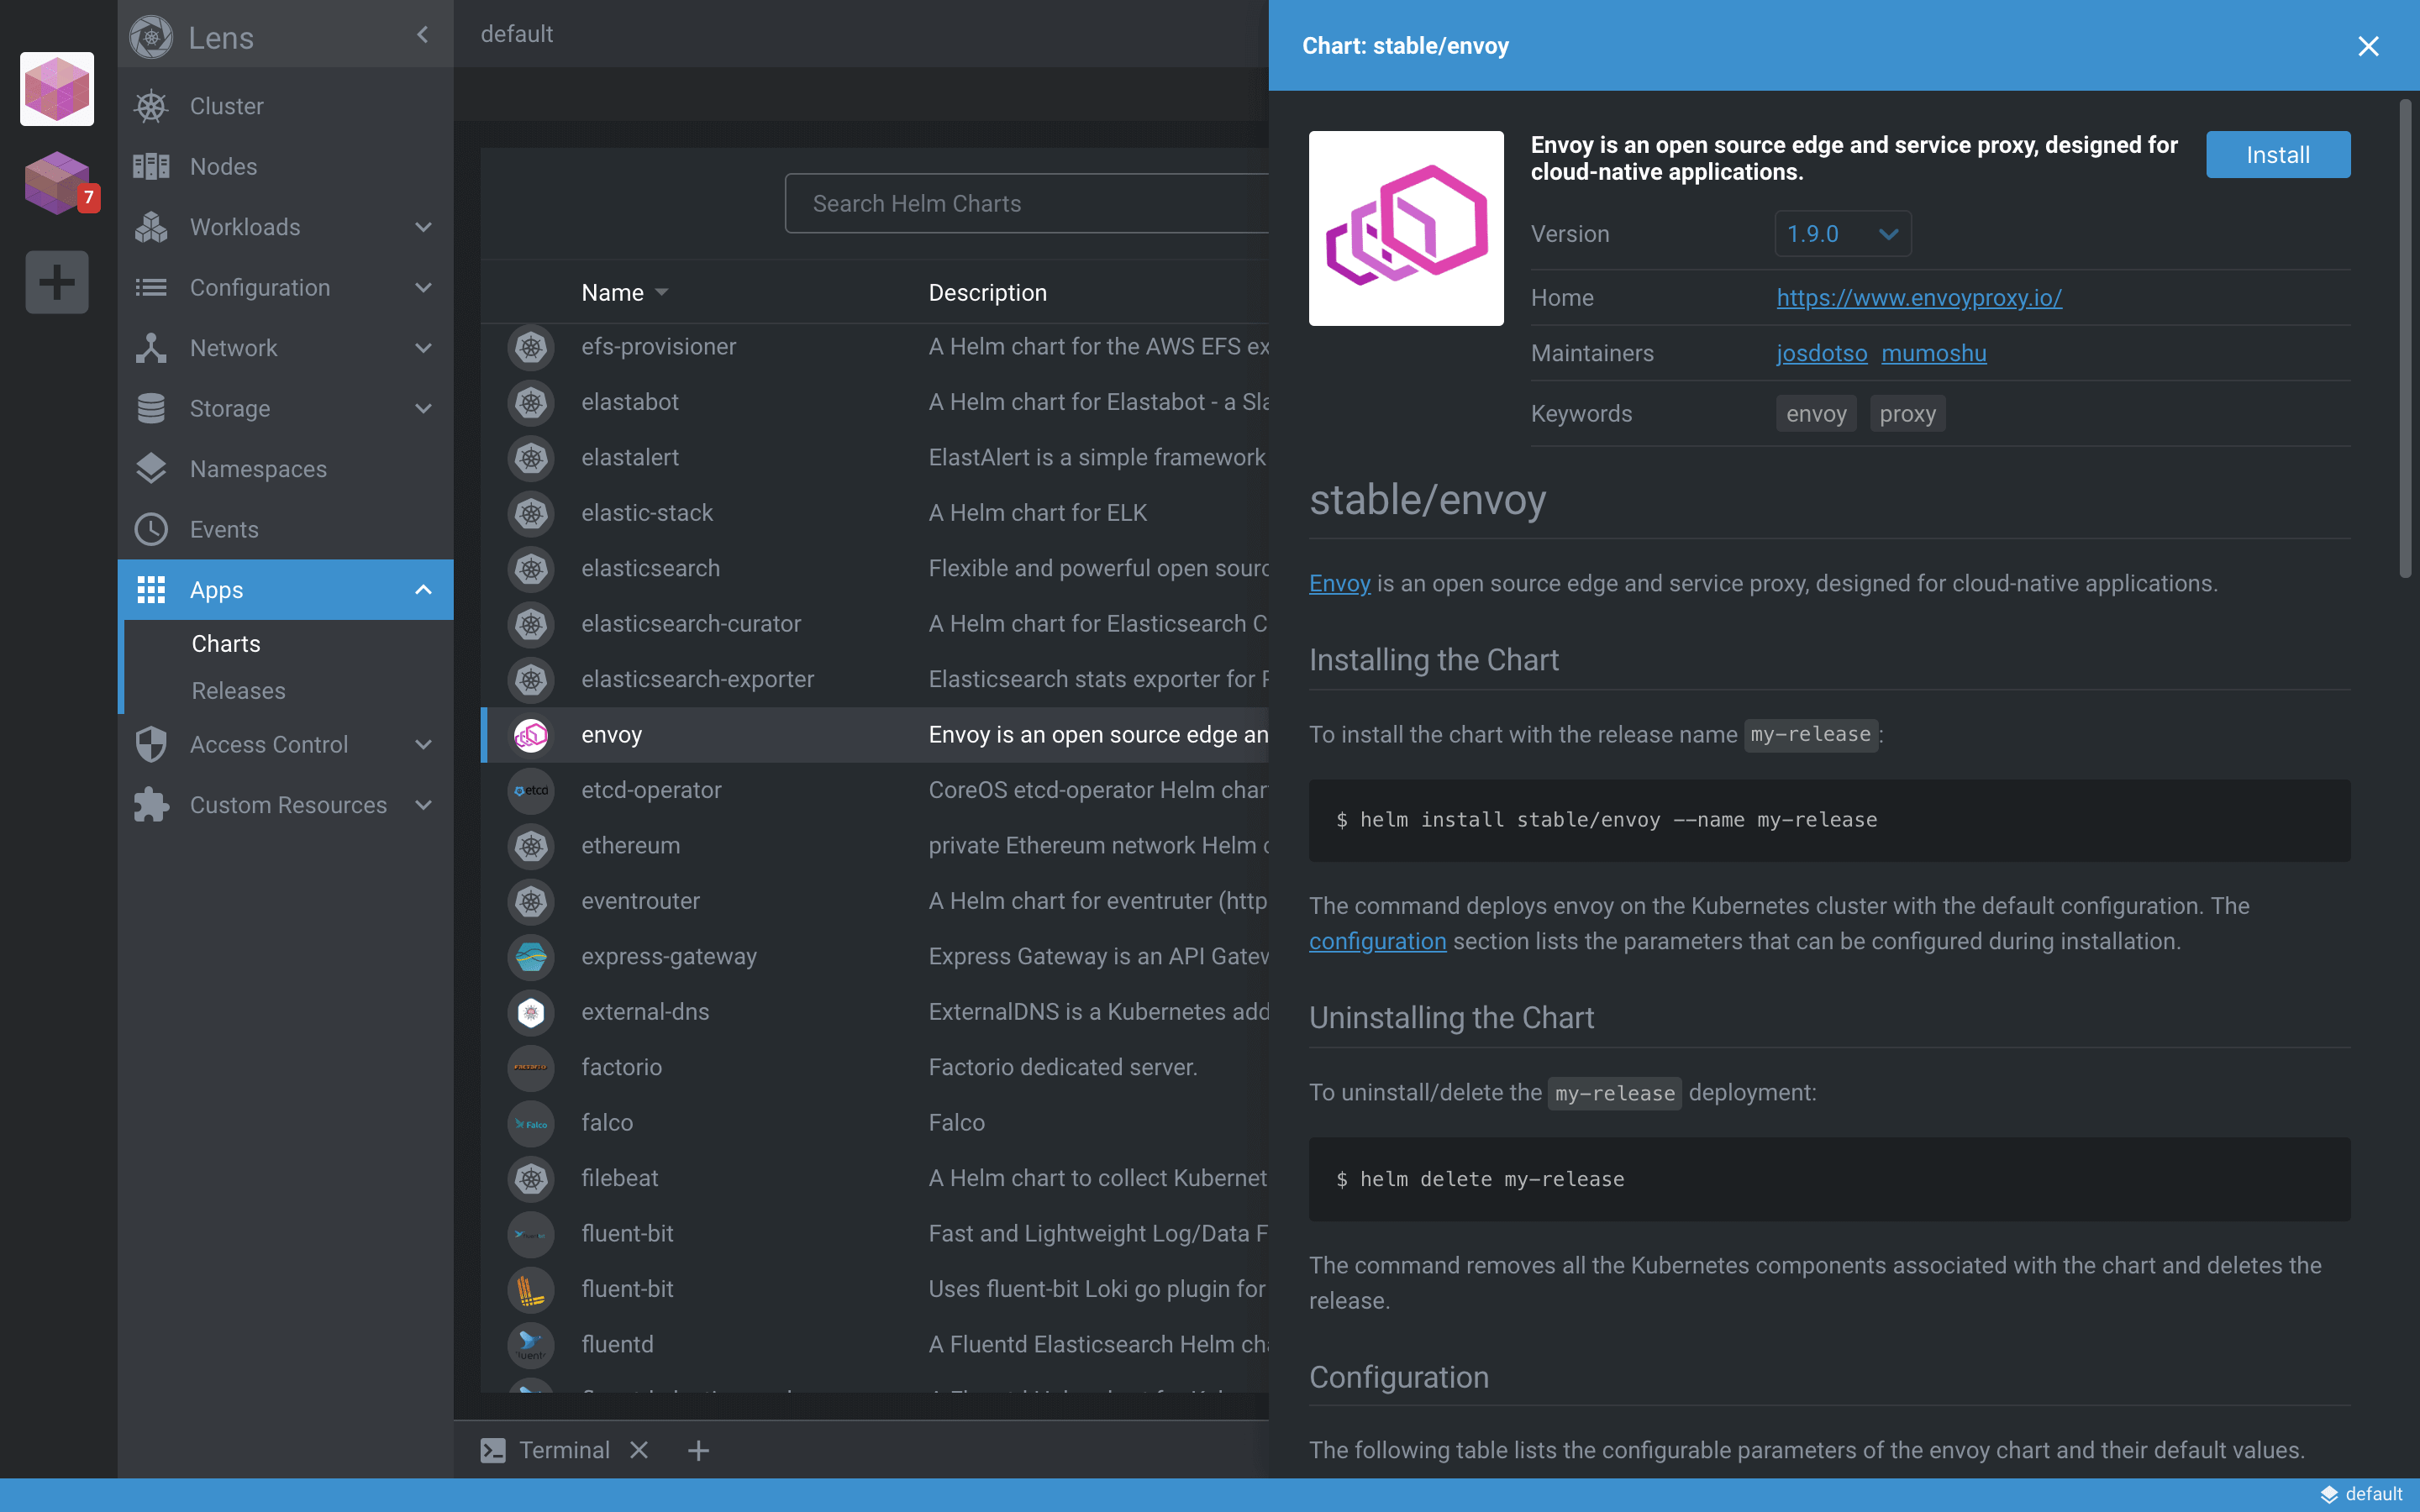 Lens
Cluster
Nodes
Workloads
Configuration
Network
Storage
Namespaces
Events
Apps
Charts
Releases
Access Control
Custom Resources
7
default
Search Helm Charts
Name
Description
efs-provisioner
A Helm chart for the AWS EFS ex
elastabot
A Helm chart for Elastabot - a Sla
elastalert
ElastAlert is a simple framework
elastic-stack
A Helm chart for ELK
elasticsearch
Flexible and powerful open sourc
elasticsearch-curator
A Helm chart for Elasticsearch C
elasticsearch-exporter
Elasticsearch stats exporter for P
envoy
Envoy is an open source edge an
etcd
etcd-operator
CoreOS etcd-operator Helm char
ethereum
private Ethereum network Helm c
eventrouter
A Helm chart for eventruter (http
express-gateway
Express Gateway is an API Gatew
external-dns
ExternalDNS is a Kubernetes add
FACTORIO
factorio
Factorio dedicated server.
Falco
falco
Falco
filebeat
A Helm chart to collect Kubernet
fluent-bit
Fast and Lightweight Log/Data F
fluent-bit
Uses fluent-bit Loki go plugin for
fluentd
A Fluentd Elasticsearch Helm cha
Terminal
Chart: stable/envoy
Envoy is an open source edge and service proxy, designed for
cloud-native applications.
Install
Version
1.9.0
Home
https://www.envoyproxy.io/
Maintainers
josdotso mumoshu
Keywords
envoy proxy
stable/envoy
Envoy is an open source edge and service proxy, designed for cloud-native applications.
Installing the Chart
To install the chart with the release name my-release:
$ helm install stable/envoy --name my-release
The command deploys envoy on the Kubernetes cluster with the default configuration. The
configuration section lists the parameters that can be configured during installation.
Uninstalling the Chart
To uninstall/delete the my-release deployment:
$ helm delete my-release
The command removes all the Kubernetes components associated with the chart and deletes the
release.
Configuration
The following table lists the configurable parameters of the envoy chart and their default values.
default